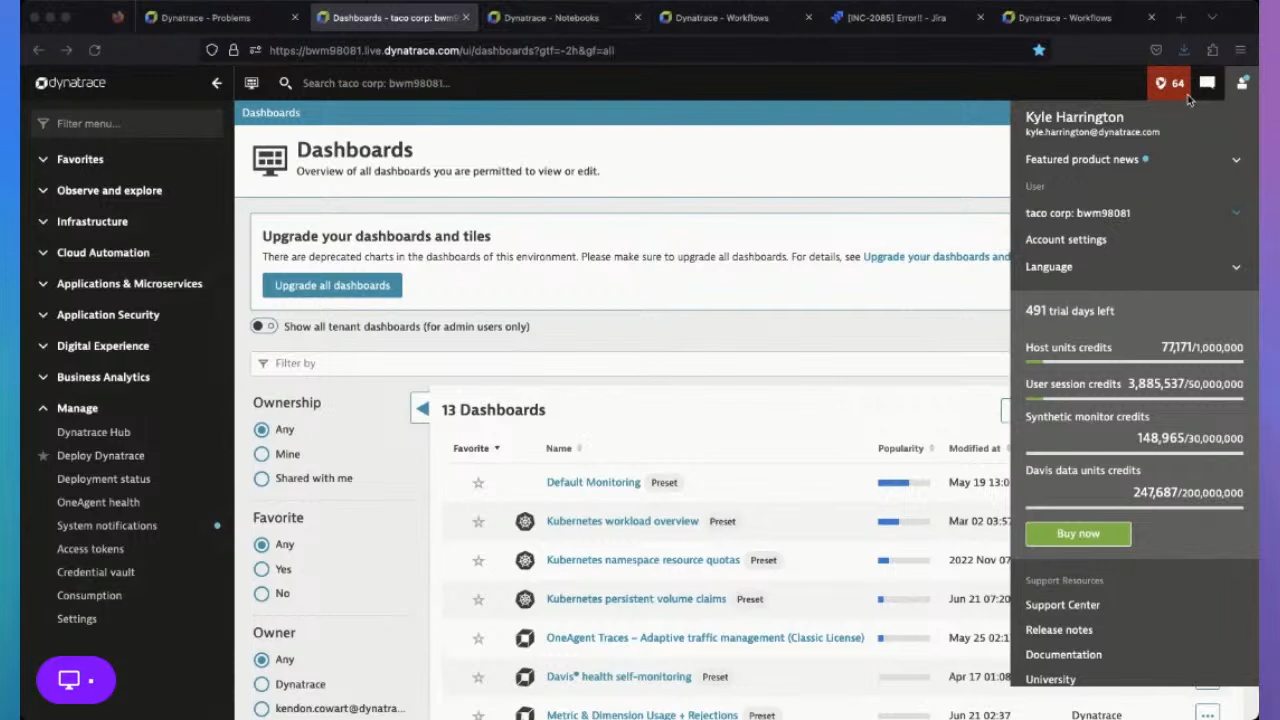 Dynatrace - Problems
Dashboards - taco corp: bwm9
Dynatrace - Notebooks
Dynatrace - Workflows
[INC-2085] Error!! - Jira
Dynatrace - Workflows
https://bwm98081.live.dynatrace.com/ui/dashboards?gtf=-2h&gf=all
dynatrace
Search taco corp: bwm98081...
64
Filter menu...
Favorites
Observe and explore
Infrastructure
Cloud Automation
Applications & Microservices
Application Security
Digital Experience
Business Analytics
Manage
Dynatrace Hub
Deploy Dynatrace
Deployment status
OneAgent health
System notifications
Access tokens
Credential vault
Consumption
Settings
Dashboards
Dashboards
Overview of all dashboards you are permitted to view or edit.
Upgrade your dashboards and tiles
There are deprecated charts in the dashboards of this environment. Please make sure to upgrade all dashboards. For details, see Upgrade your dashboards and
Upgrade all dashboards
Show all tenant dashboards (for admin users only)
Filter by
Ownership
Any
Mine
Shared with me
Favorite
Any
Yes
No
Owner
Any
Dynatrace
kendon.cowart@dynatra...
13 Dashboards
Favorite Name Popularity Modified at
Default Monitoring Preset May 19 13:0
Kubernetes workload overview Preset Mar 02 03:57
Kubernetes namespace resource quotas Preset 2022 Nov 07
Kubernetes persistent volume claims Preset Jun 21 07:20
OneAgent Traces - Adaptive traffic management (Classic License) May 25 02:1
Davis® health self-monitoring Preset Apr 17 01:08
Metric & Dimension Usage + Rejections Preset Jun 21 02:37 Dynatrace
Kyle Harrington
kyle.harrington@dynatrace.com
Featured product news
User
taco corp: bwm98081
Account settings
Language
491 trial days left
Host units credits 77,171/1,000,000
User session credits 3,885,537/50,000,000
Synthetic monitor credits
148,965/30,000,000
Davis data units credits
247,687/200,000,000
Buy now
Support Resources
Support Center
Release notes
Documentation
University